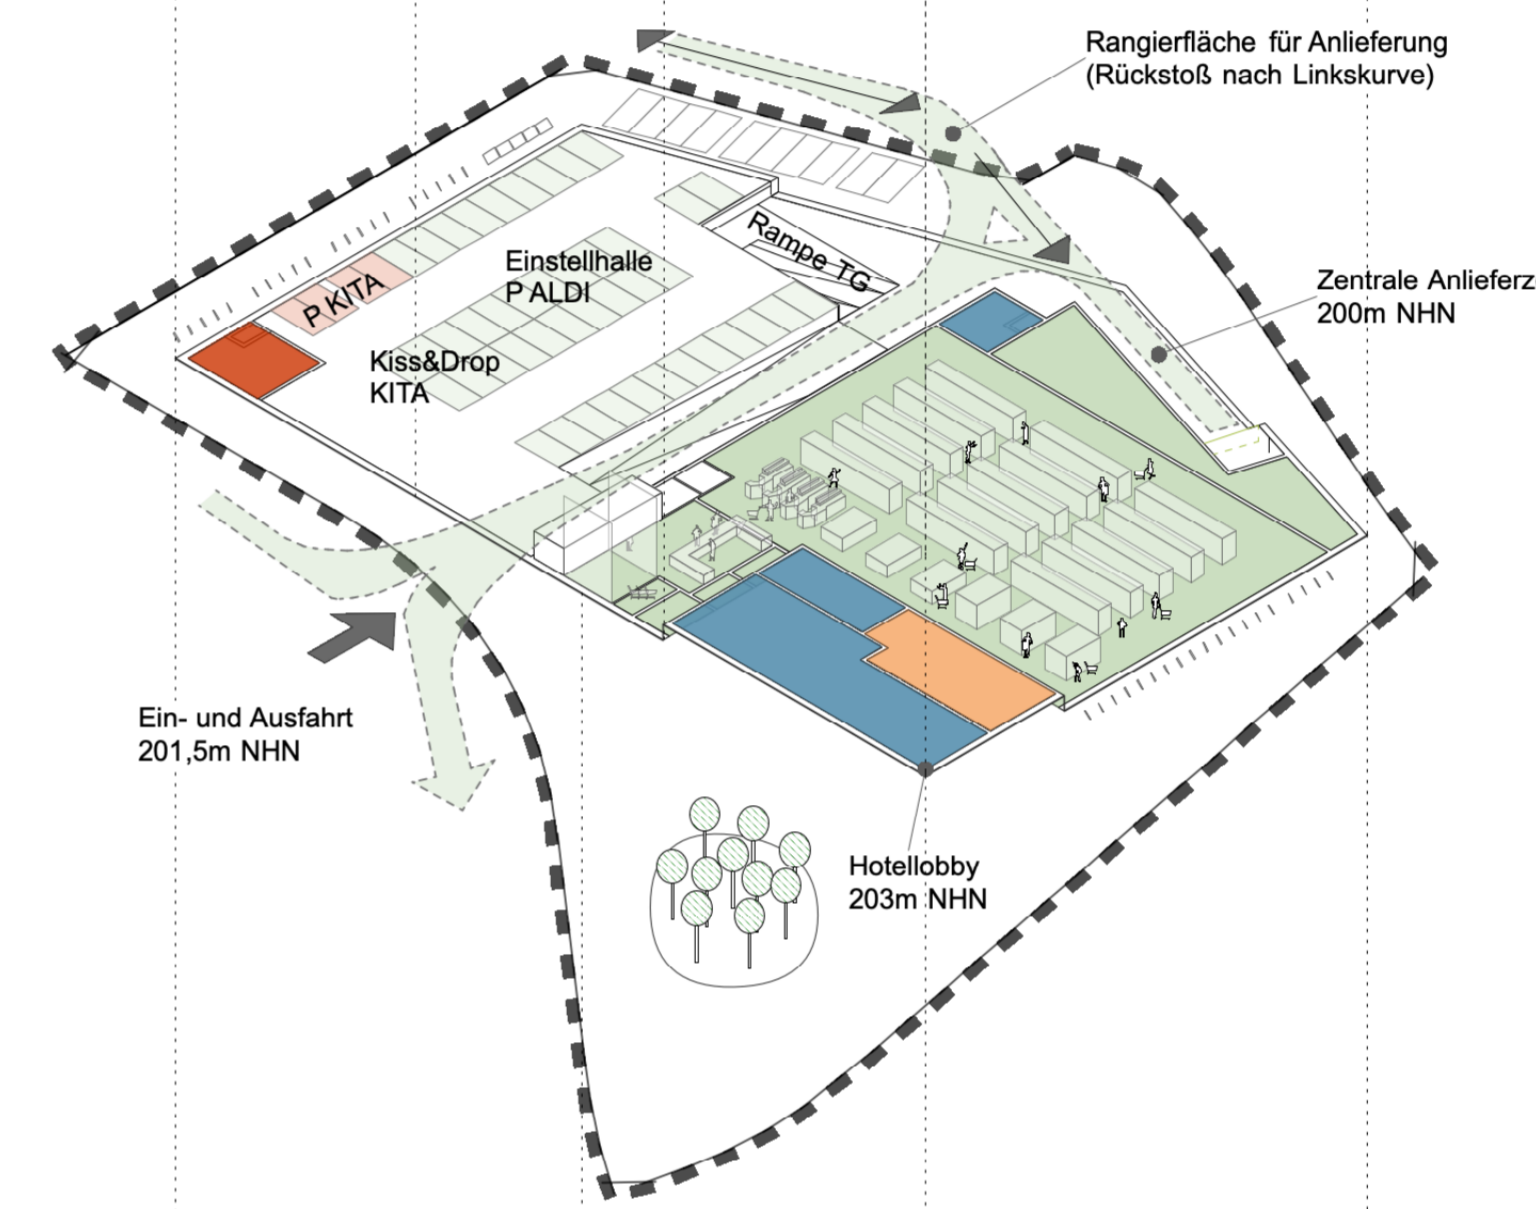 Rangierfläche für Anlieferung
(Rückstoß nach Linkskurve)
Rampe TG
Einstellhalle
P ALDI
P KITA
Zentrale Anlieferz
200m NHN
Kiss&Drop
KITA
Ein- und Ausfahrt
201,5m NHN
Hotellobby
203m NHN